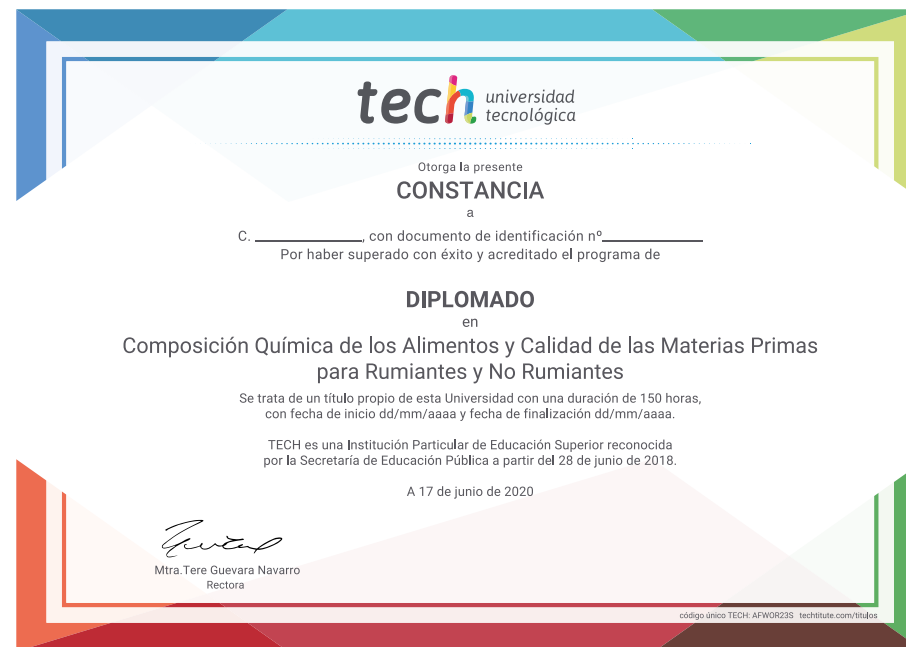 tech universidad
tecnológica
Otorga la presente
CONSTANCIA
a
C. ____________, con documento de identificación nº____________
Por haber superado con éxito y acreditado el programa de
DIPLOMADO
en
Composición Química de los Alimentos y Calidad de las Materias Primas
para Rumiantes y No Rumiantes
Se trata de un título propio de esta Universidad con una duración de 150 horas,
con fecha de inicio dd/mm/aaaa y fecha de finalización dd/mm/aaaa.
TECH es una Institución Particular de Educación Superior reconocida
por la Secretaría de Educación Pública a partir del 28 de junio de 2018.
A 17 de junio de 2020
Mtra.Tere Guevara Navarro
Rectora
código único TECH: AFWOR23S techtitute.com/titulos